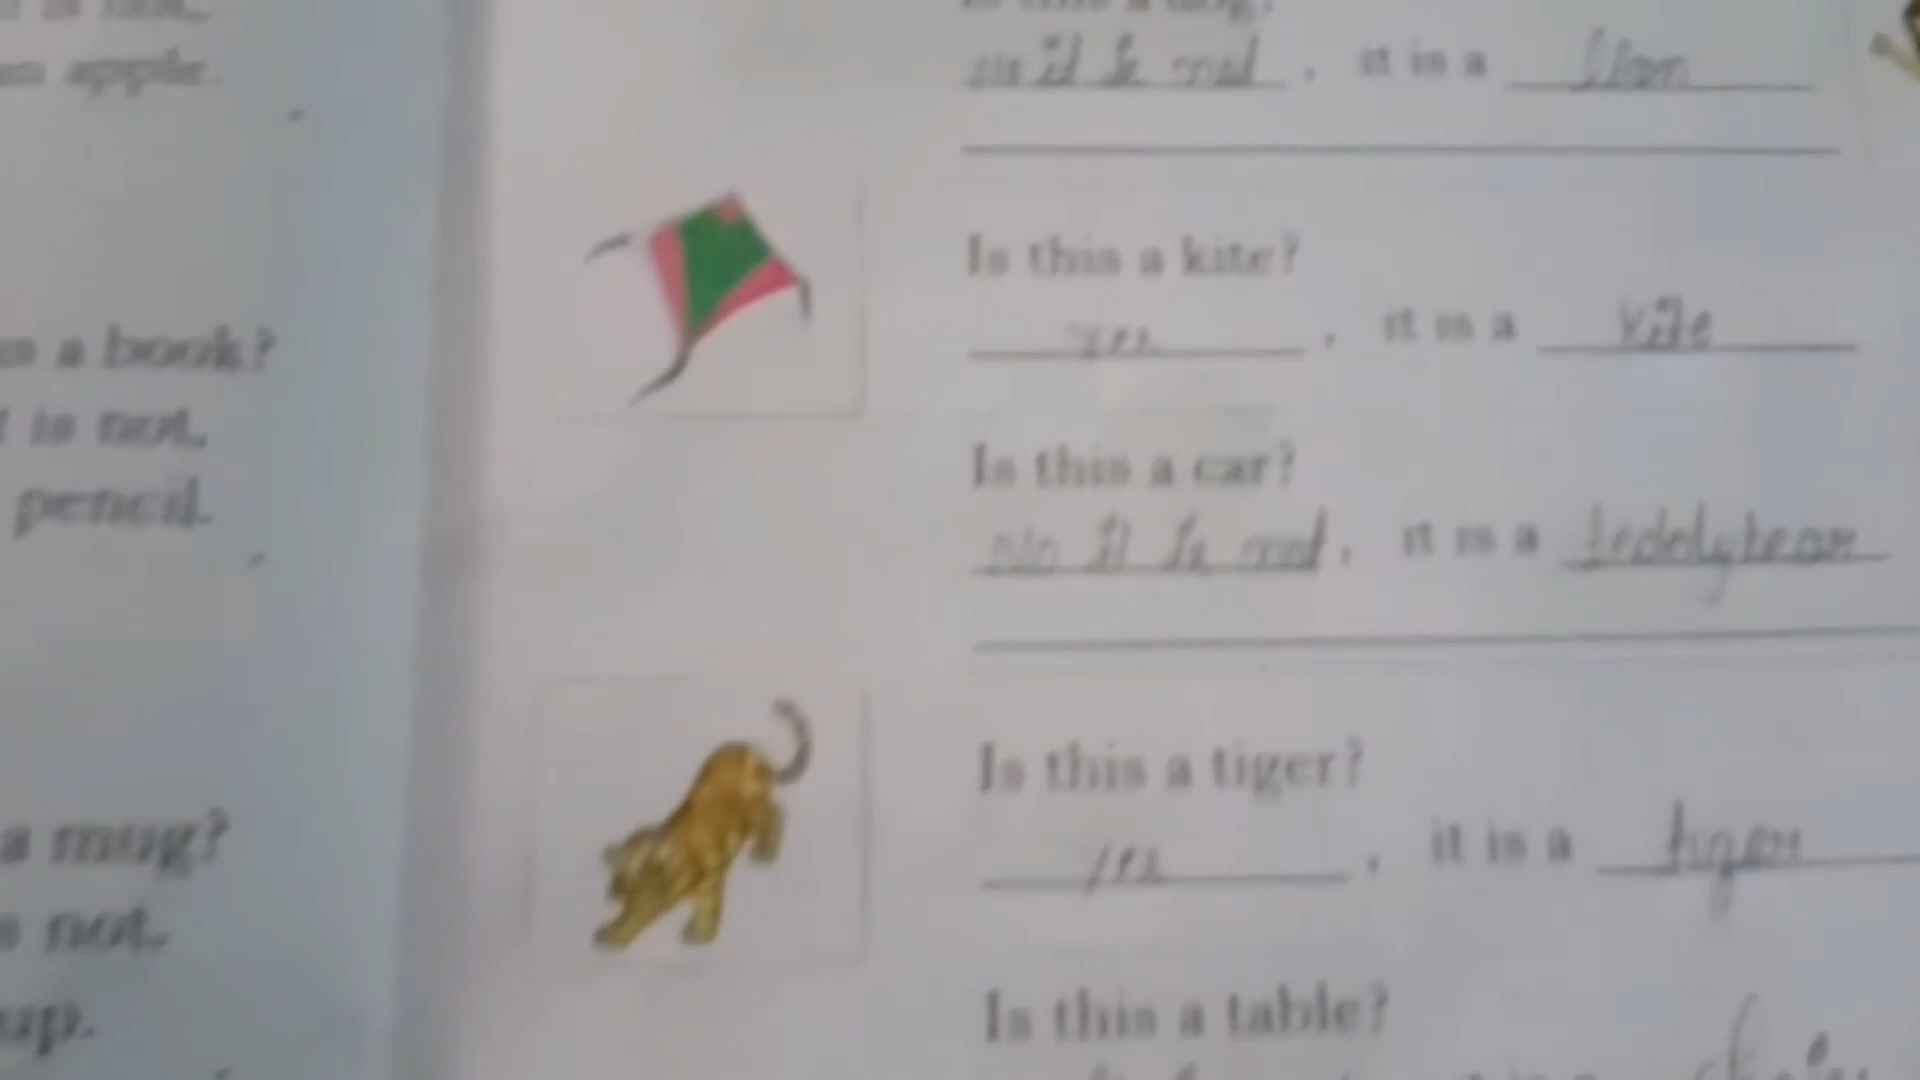 an apple.
a book?
is not.
pencil.
a mug?
not.
up.
no it is not, it is a lion
Is this a kite?
yes, it is a kite
Is this a car?
No it is not, it is a teddybear
Is this a tiger?
yes, it is a tiger
Is this a table?